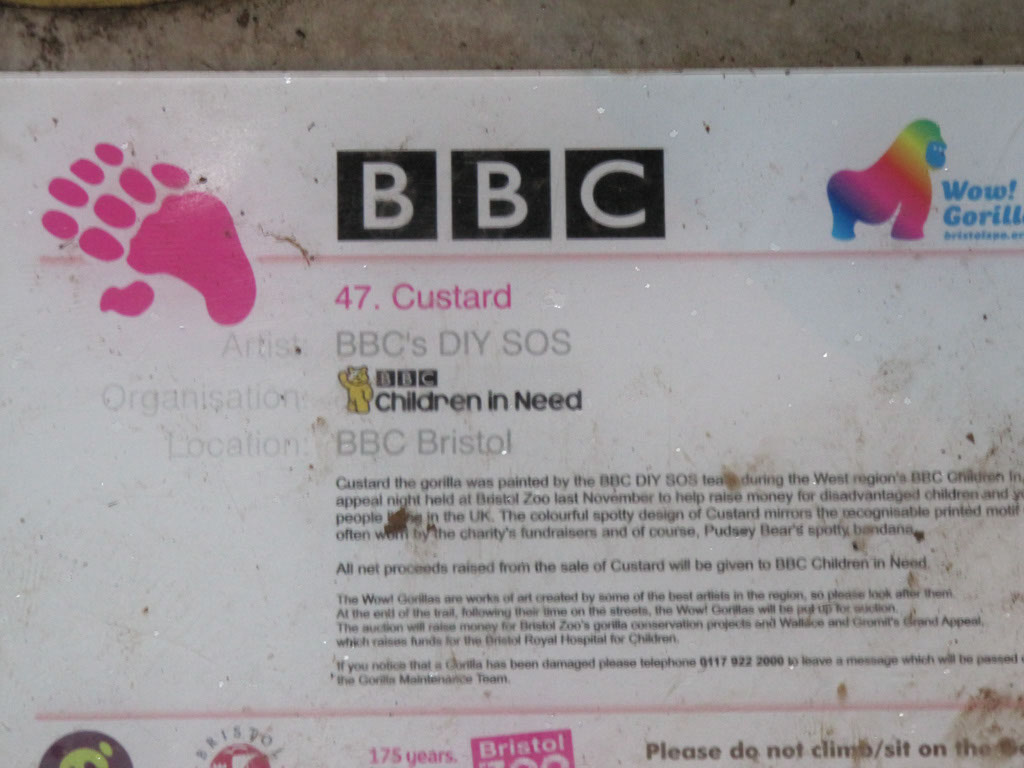 BBC
Wow!
Gorill
bristolzoo.or
47. Custard
Artist: BBC's DIY SOS
Organisation: BBC Children in Need
Location: BBC Bristol
Custard the gorilla was painted by the BBC DIY SOS team during the West region's BBC Children In
appeal night held at Bristol Zoo last November to help raise money for disadvantaged children and y
people in the UK. The colourful spotty design of Custard mirrors the recognisable printed motif
often worn by the charity's fundraisers and of course, Pudsey Bear's spotty bandana.
All net proceeds raised from the sale of Custard will be given to BBC Children in Need.
The Wow! Gorillas are works of art created by some of the best artists in the region, so please look after them.
At the end of the trail, following their time on the streets, the Wow! Gorillas will be put up for auction.
The auction will raise money for Bristol Zoo's gorilla conservation projects and Wallace and Gromit's Grand Appeal,
which raises funds for the Bristol Royal Hospital for Children.
If you notice that a Gorilla has been damaged please telephone 0117 922 2000 to leave a message which will be passed
the Gorilla Maintenance Team.
BRISTOL
175 years.
Bristol
ZOO
Please do not climb/sit on the